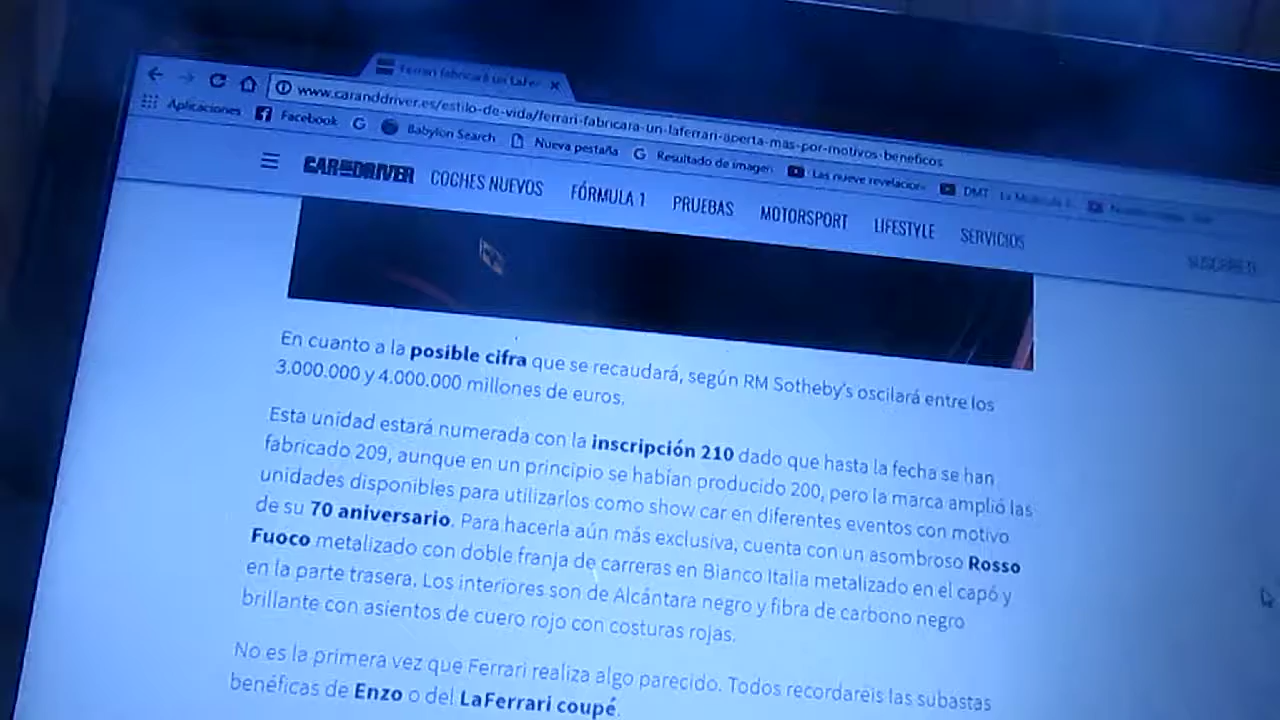 Ferrari fabricará un LaFer
www.caranddriver.es/estilo-de-vida/ferrari-fabricara-un-laferrari-aperta-mas-por-motivos-beneficos
Aplicaciones Facebook Babylon Search Nueva pestaña Resultado de imagen Las nueve revelacion DMT
CAR AND DRIVER COCHES NUEVOS FÓRMULA 1 PRUEBAS MOTORSPORT LIFESTYLE SERVICIOS
En cuanto a la posible cifra que se recaudará, según RM Sotheby's oscilará entre los
3.000.000 y 4.000.000 millones de euros.
Esta unidad estará numerada con la inscripción 210 dado que hasta la fecha se han
fabricado 209, aunque en un principio se habían producido 200, pero la marca amplió las
unidades disponibles para utilizarlos como show car en diferentes eventos con motivo
de su 70 aniversario. Para hacerla aún más exclusiva, cuenta con un asombroso Rosso
Fuoco metalizado con doble franja de carreras en Bianco Italia metalizado en el capó y
en la parte trasera. Los interiores son de Alcántara negro y fibra de carbono negro
brillante con asientos de cuero rojo con costuras rojas.
No es la primera vez que Ferrari realiza algo parecido. Todos recordaréis las subastas
benéficas de Enzo o del LaFerrari coupé.